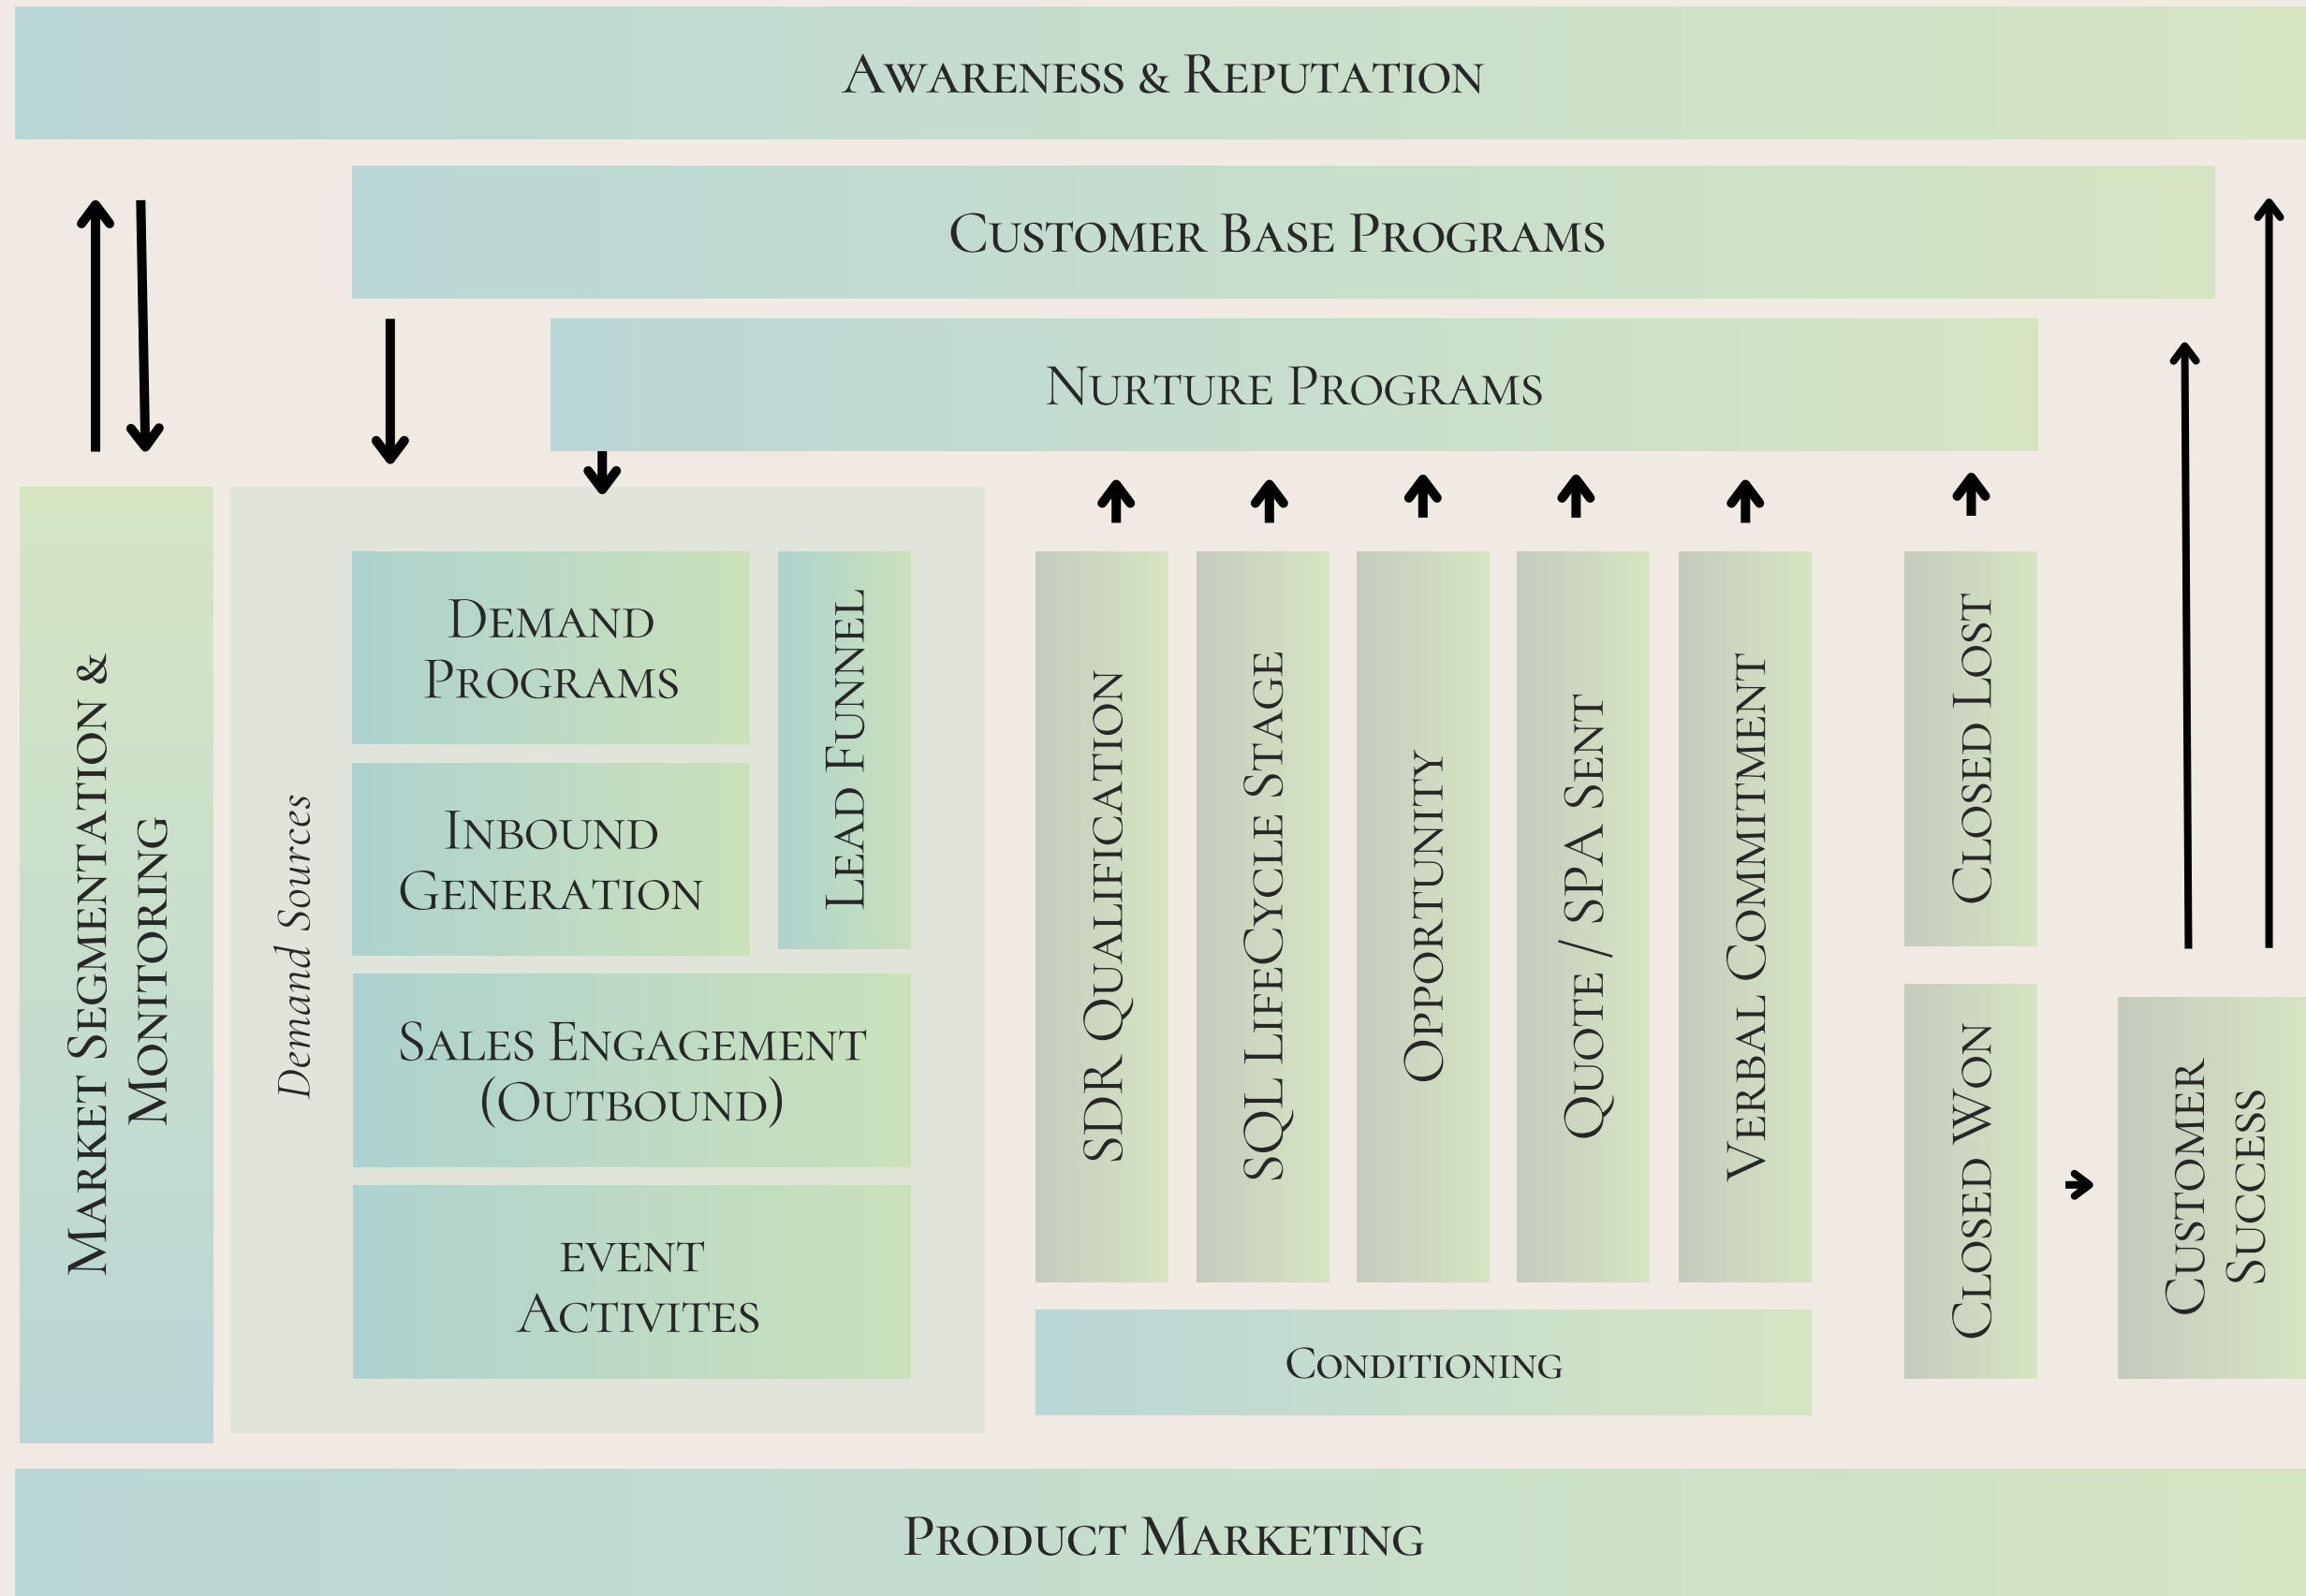 Awareness & Reputation
Customer Base Programs
Nurture Programs
Market Segmentation &
Monitoring
Demand Sources
Demand
Programs
Inbound
Generation
Lead Funnel
Sales Engagement
(Outbound)
event
Activites
SDR Qualification
SQL LifeCycle Stage
Opportunity
Quote / SPA Sent
Verbal Commitment
Conditioning
Closed Lost
Closed Won
Customer
Success
Product Marketing